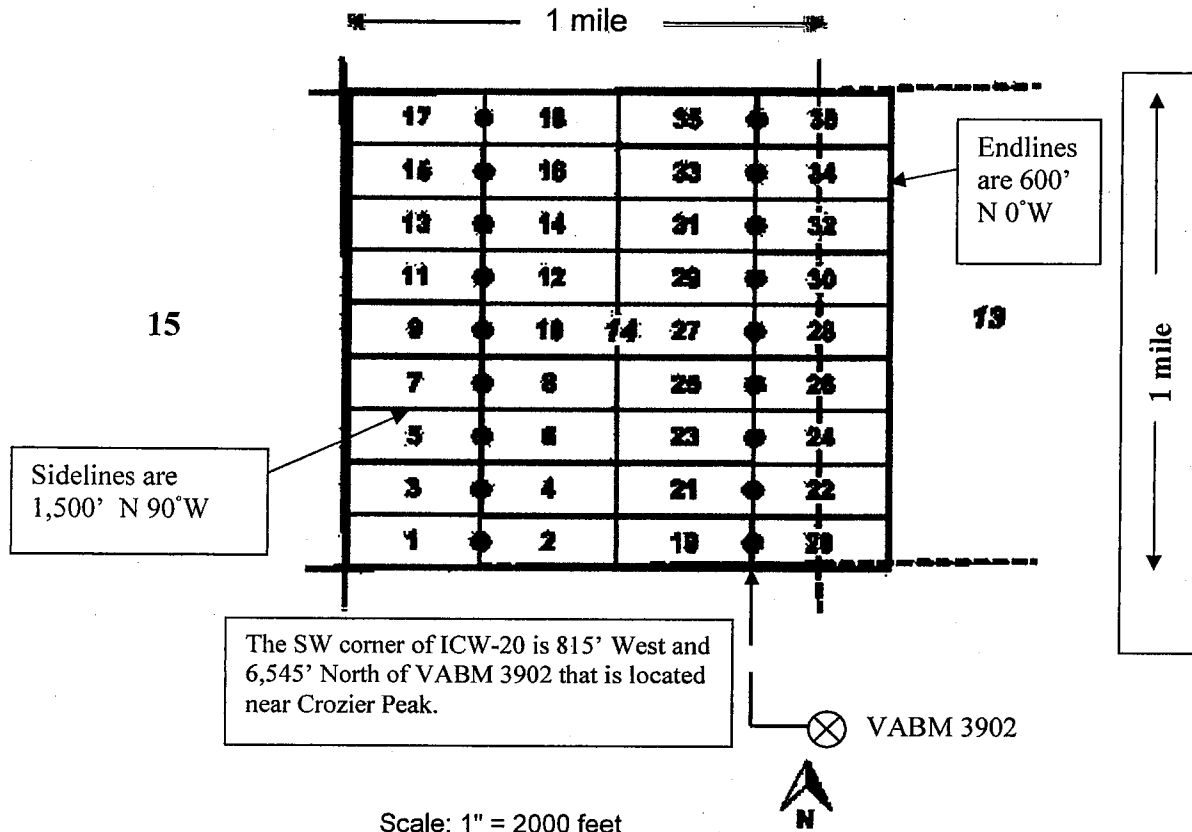 1 mile
17 18 35 36
15 16 33 34
13 14 31 32
11 12 29 30
15
9 10 14 27 28
13
7 8 25 26
5 6 23 24
3 4 21 22
1 2 19 20
Endlines
are 600'
N 0°W
1 mile
Sidelines are
1,500' N 90°W
The SW corner of ICW-20 is 815' West and
6,545' North of VABM 3902 that is located
near Crozier Peak.
VABM 3902
N
Scale: 1" = 2000 feet